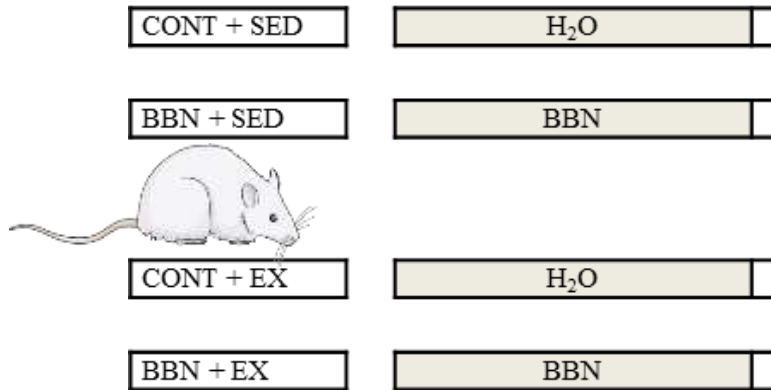 CONT + SED H₂O
BBN + SED BBN
CONT + EX H₂O
BBN + EX BBN